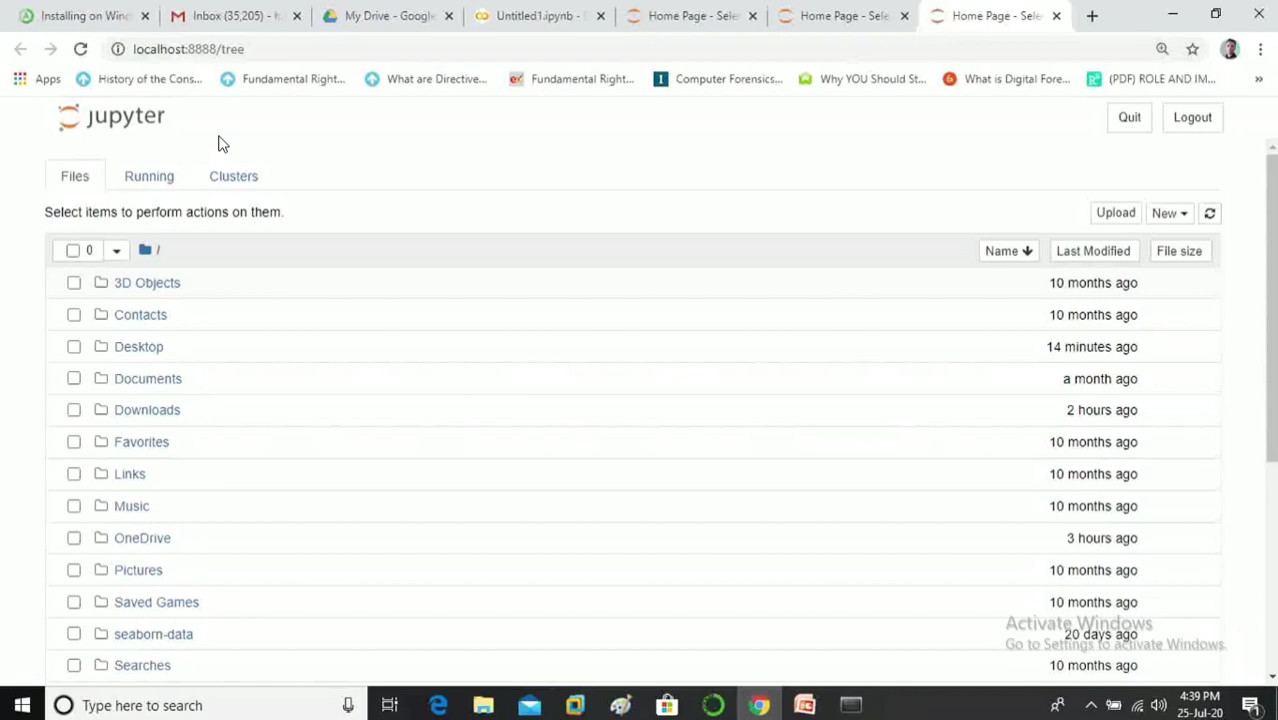 Installing on Wind
Inbox (35,205) -
My Drive - Google
Untitled1.ipynb -
Home Page - Sele
Home Page - Sele
Home Page - Sele
localhost:8888/tree
Apps
History of the Cons...
Fundamental Right...
What are Directive...
Fundamental Right...
Computer Forensics...
Why YOU Should St...
What is Digital Fore...
(PDF) ROLE AND IM...
»
jupyter
Quit
Logout
Files
Running
Clusters
Select items to perform actions on them.
Upload
New
0
/
Name
Last Modified
File size
3D Objects 10 months ago
Contacts 10 months ago
Desktop 14 minutes ago
Documents a month ago
Downloads 2 hours ago
Favorites 10 months ago
Links 10 months ago
Music 10 months ago
OneDrive 3 hours ago
Pictures 10 months ago
Saved Games 10 months ago
Activate Windows
seaborn-data 20 days ago
Go to Settings to activate Windows.
Searches 10 months ago
Type here to search
4:39 PM
25-Jul-20